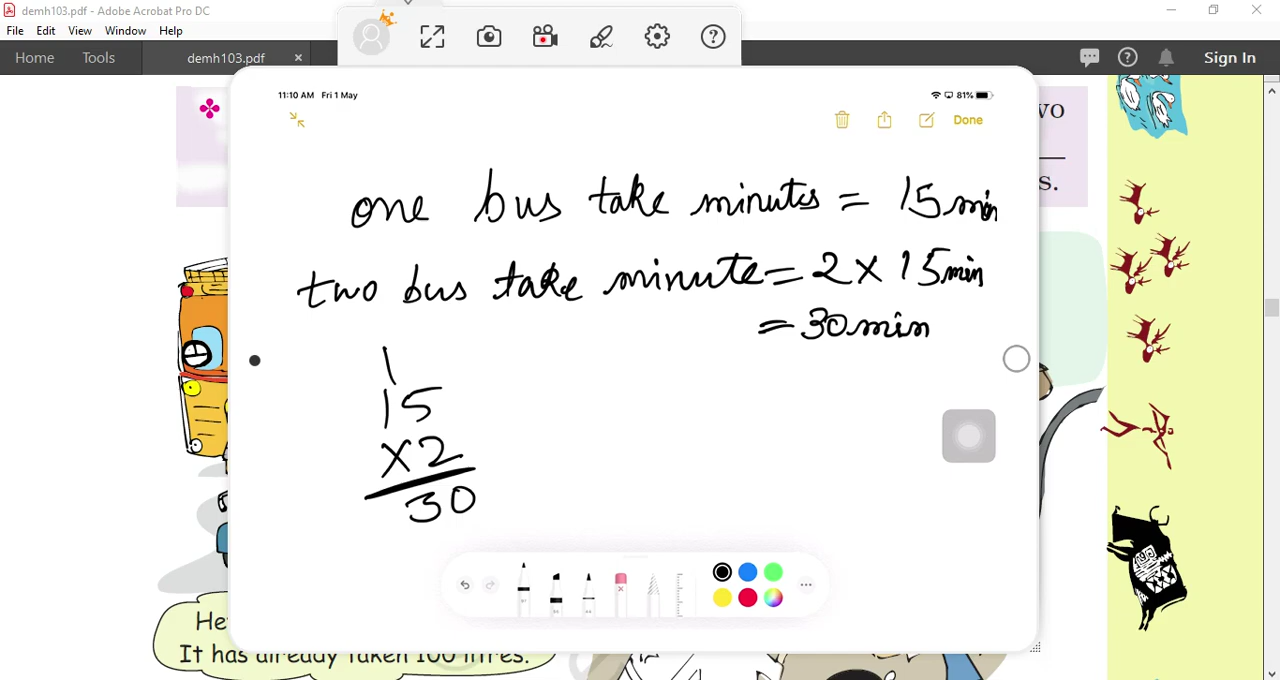 demh103.pdf - Adobe Acrobat Pro DC
File Edit View Window Help
Home Tools demh103.pdf × Sign In
11:10 AM Fri 1 May 81%
Done
one bus take minutes = 15 min
two bus take minute = 2 × 15 min
= 30 min
1
15
×2
30
s.
He
It has already taken 100 litres.